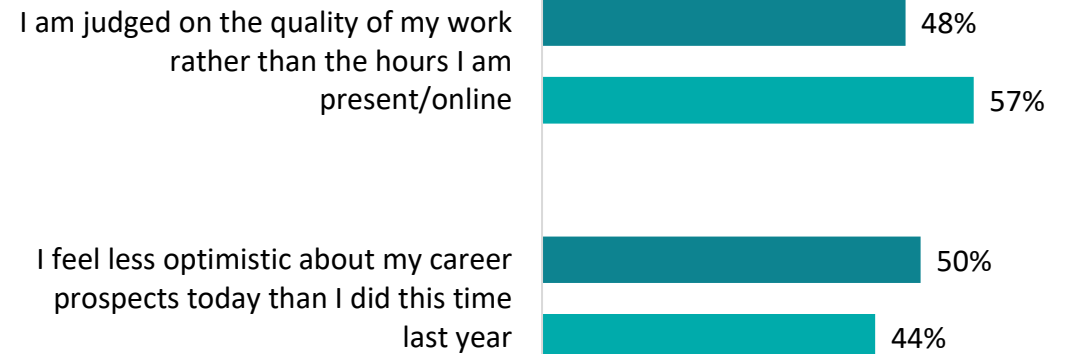 I am judged on the quality of my work
rather than the hours I am
present/online
48%
57%
I feel less optimistic about my career
prospects today than I did this time
last year
50%
44%